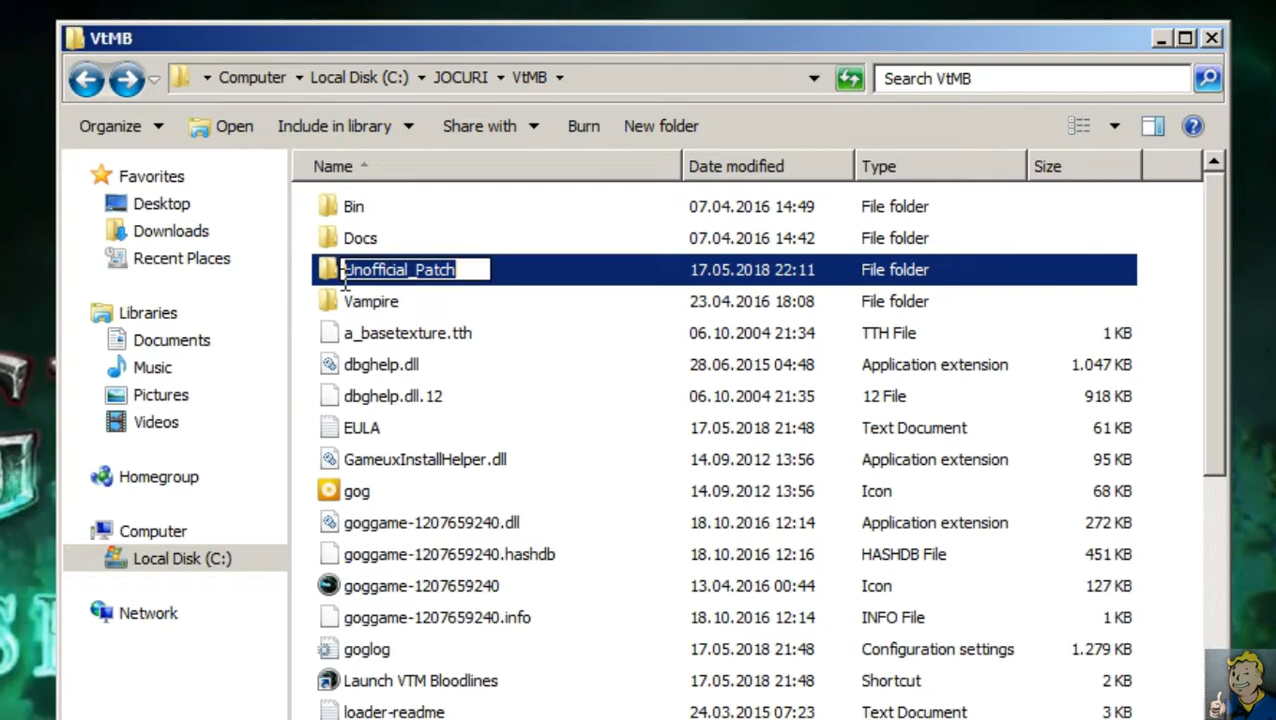 VtMB
Computer Local Disk (C:) JOCURI VtMB
Search VtMB
Organize Open Include in library Share with Burn New folder
Name Date modified Type Size
Favorites
Desktop
Downloads
Recent Places
Libraries
Documents
Music
Pictures
Videos
Homegroup
Computer
Local Disk (C:)
Network
Bin 07.04.2016 14:49 File folder
Docs 07.04.2016 14:42 File folder
Unofficial_Patch 17.05.2018 22:11 File folder
Vampire 23.04.2016 18:08 File folder
a_basetexture.tth 06.10.2004 21:34 TTH File 1 KB
dbghelp.dll 28.06.2015 04:48 Application extension 1.047 KB
dbghelp.dll.12 06.10.2004 21:35 12 File 918 KB
EULA 17.05.2018 21:48 Text Document 61 KB
GameuxInstallHelper.dll 14.09.2012 13:56 Application extension 95 KB
gog 14.09.2012 13:56 Icon 68 KB
goggame-1207659240.dll 18.10.2016 12:14 Application extension 272 KB
goggame-1207659240.hashdb 18.10.2016 12:16 HASHDB File 451 KB
goggame-1207659240 13.04.2016 00:44 Icon 127 KB
goggame-1207659240.info 18.10.2016 12:14 INFO File 1 KB
goglog 17.05.2018 21:48 Configuration settings 1.279 KB
Launch VTM Bloodlines 17.05.2018 21:48 Shortcut 2 KB
loader-readme 24.03.2015 07:23 Text Document 3 KB